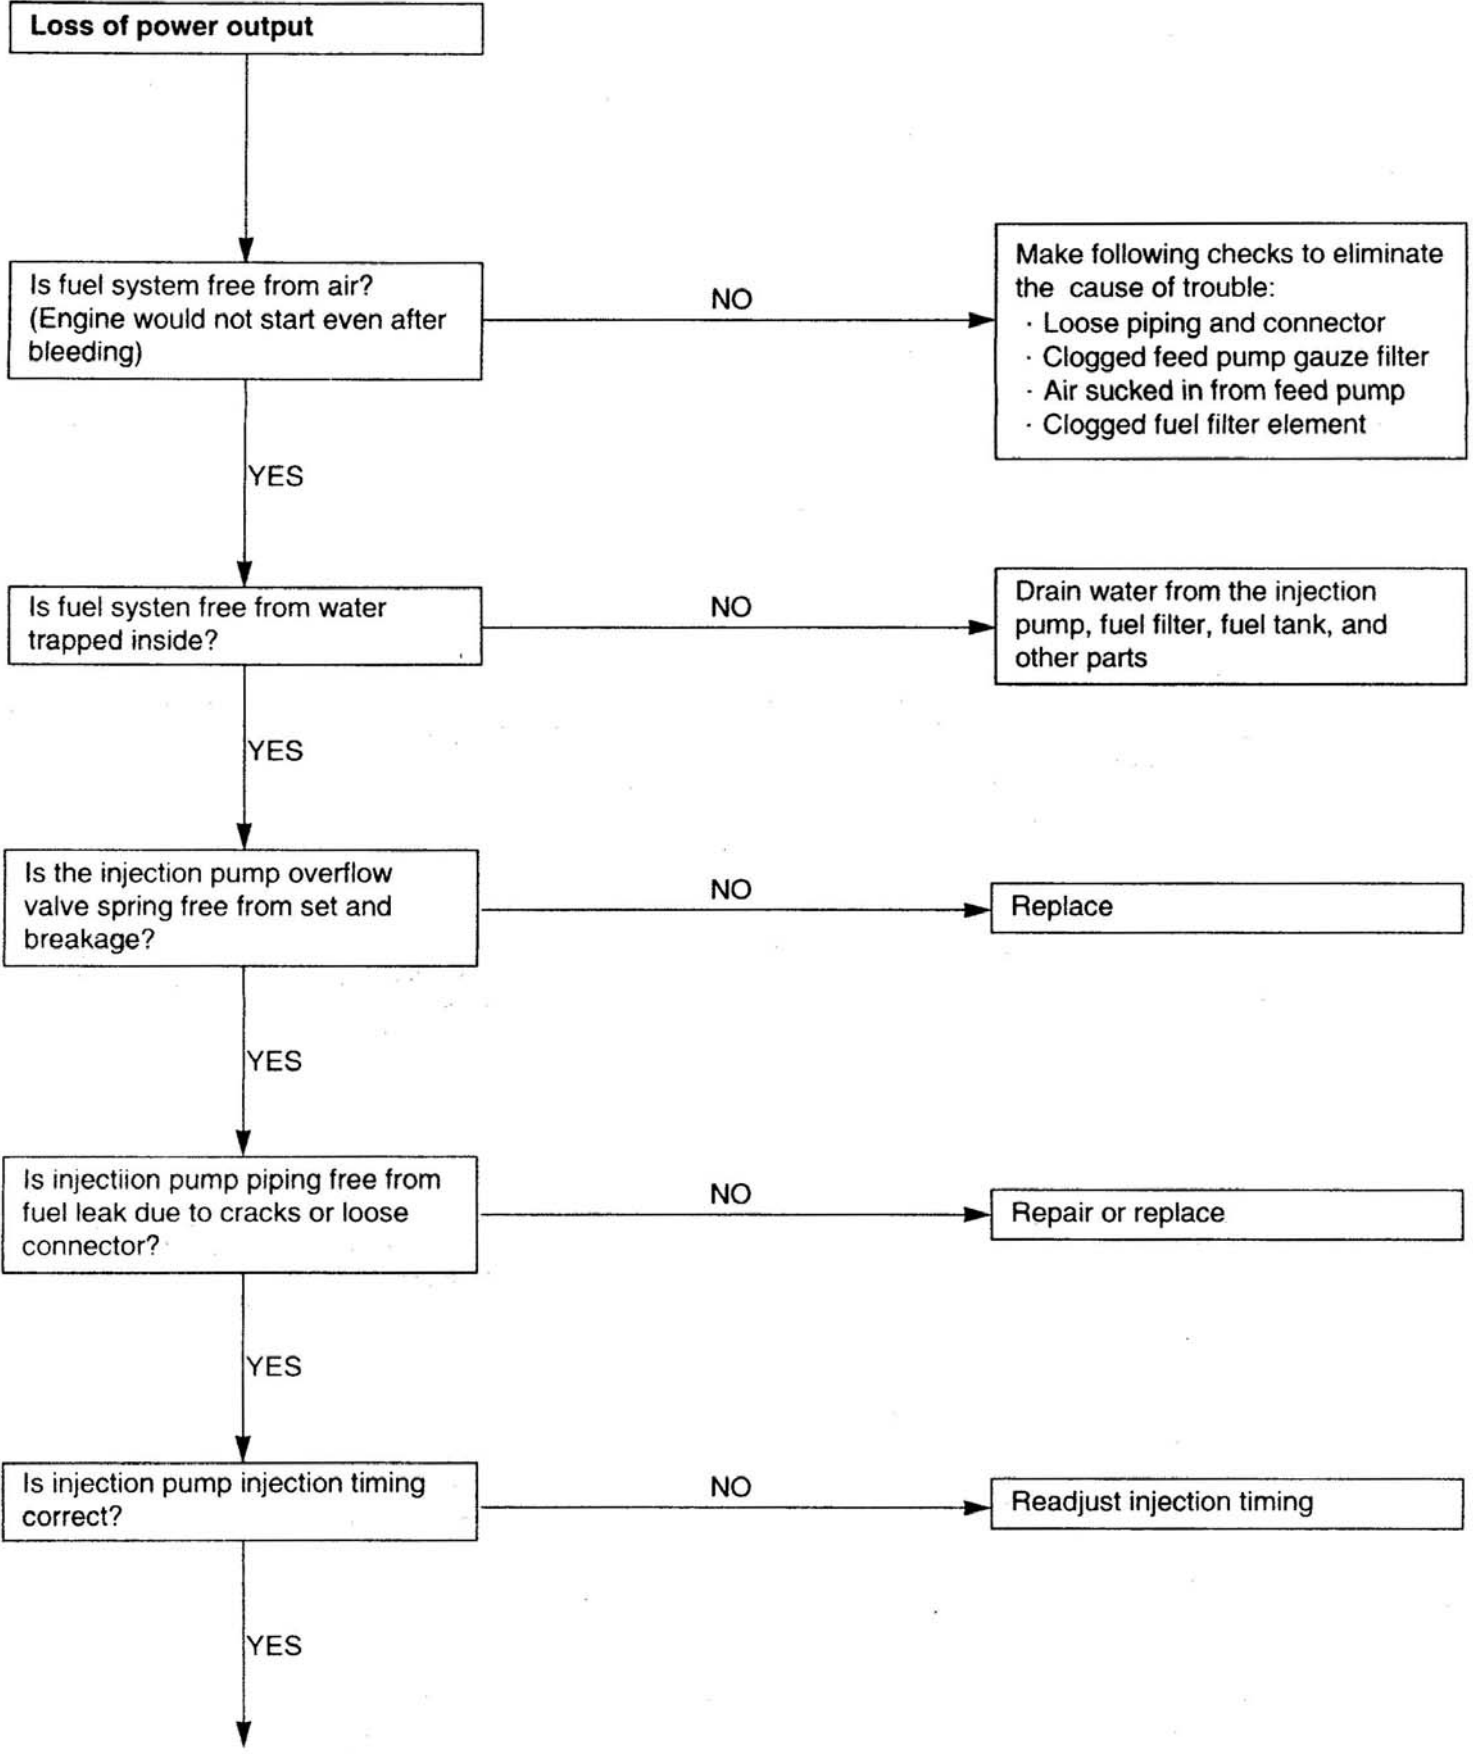 Loss of power output
Is fuel system free from air?
(Engine would not start even after
bleeding)
NO
Make following checks to eliminate
the cause of trouble:
· Loose piping and connector
· Clogged feed pump gauze filter
· Air sucked in from feed pump
· Clogged fuel filter element
YES
Is fuel systen free from water
trapped inside?
NO
Drain water from the injection
pump, fuel filter, fuel tank, and
other parts
YES
Is the injection pump overflow
valve spring free from set and
breakage?
NO
Replace
YES
Is injectiion pump piping free from
fuel leak due to cracks or loose
connector?
NO
Repair or replace
YES
Is injection pump injection timing
correct?
NO
Readjust injection timing
YES